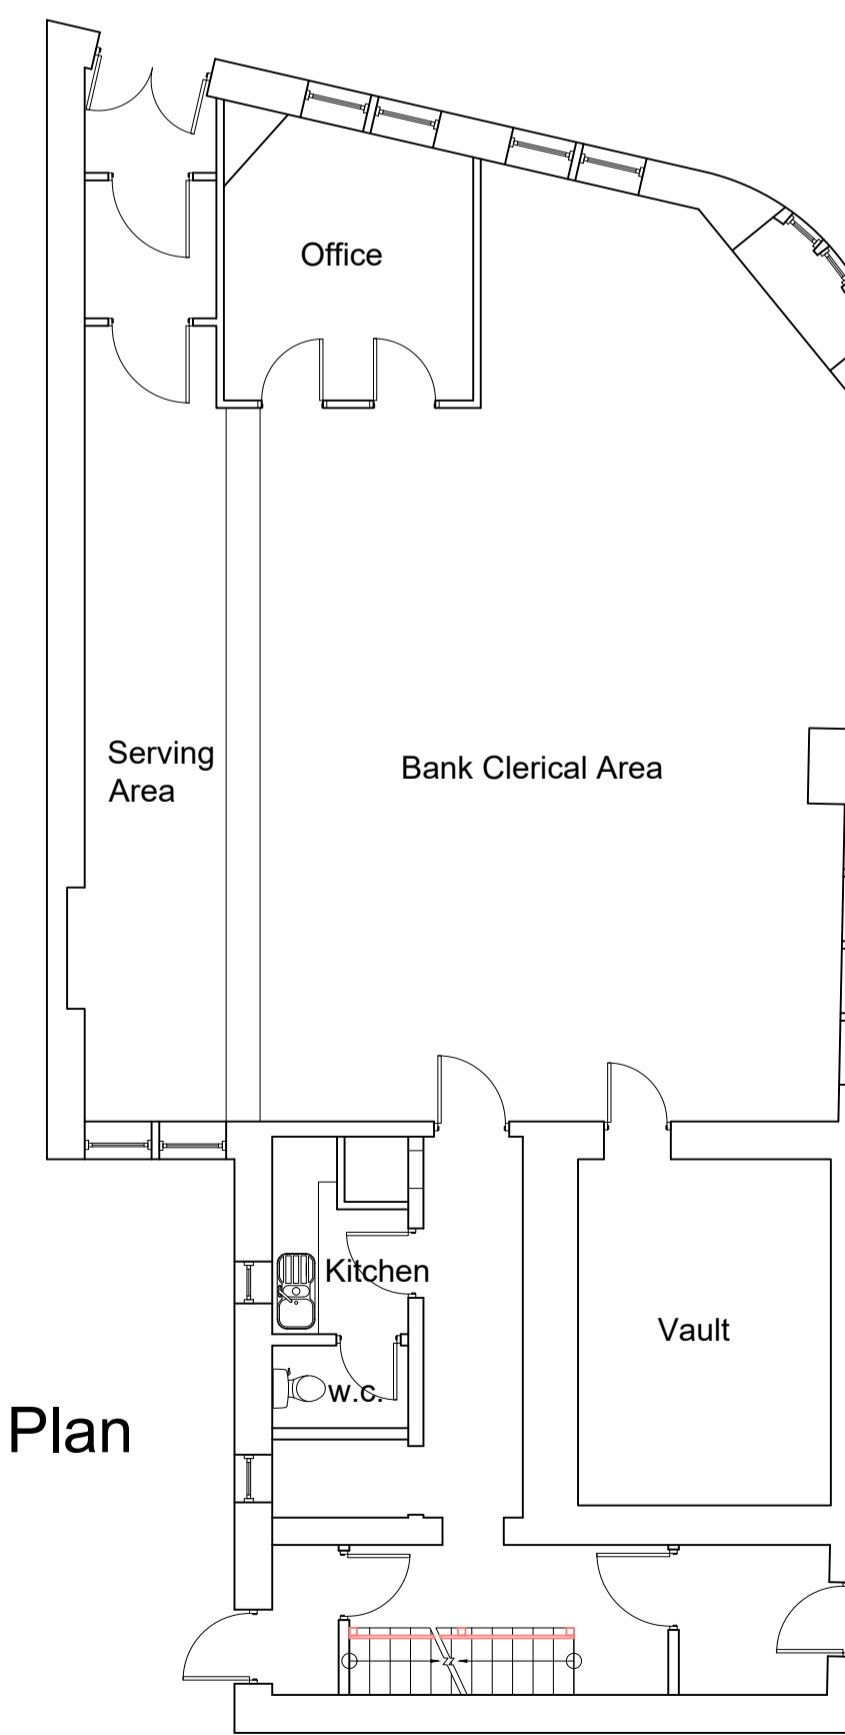 Office
Serving
Area
Bank Clerical Area
Kitchen
Vault
w.c.
Plan